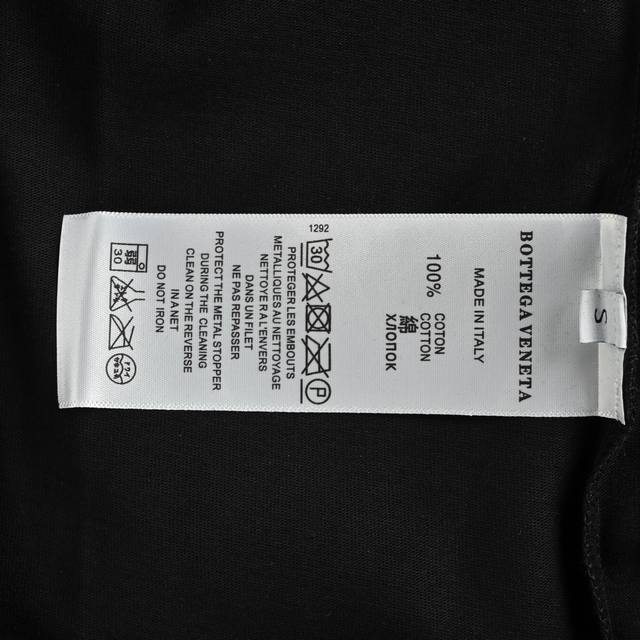 BOTTEGA VENETA
S
MADE IN ITALY
100% COTON
COTTON
綿
ХЛОПОК
1292
30
P
PROTEGER LES EMBOUTS
METALLIQUES AU NETTOYAGE
NETTOYER A L'ENVERS
DANS UN FILET
NE PAS REPASSER
PROTECT THE METAL STOPPER
DURING THE CLEANING
CLEAN ON THE REVERSE
IN A NET
DO NOT IRON
弱
30